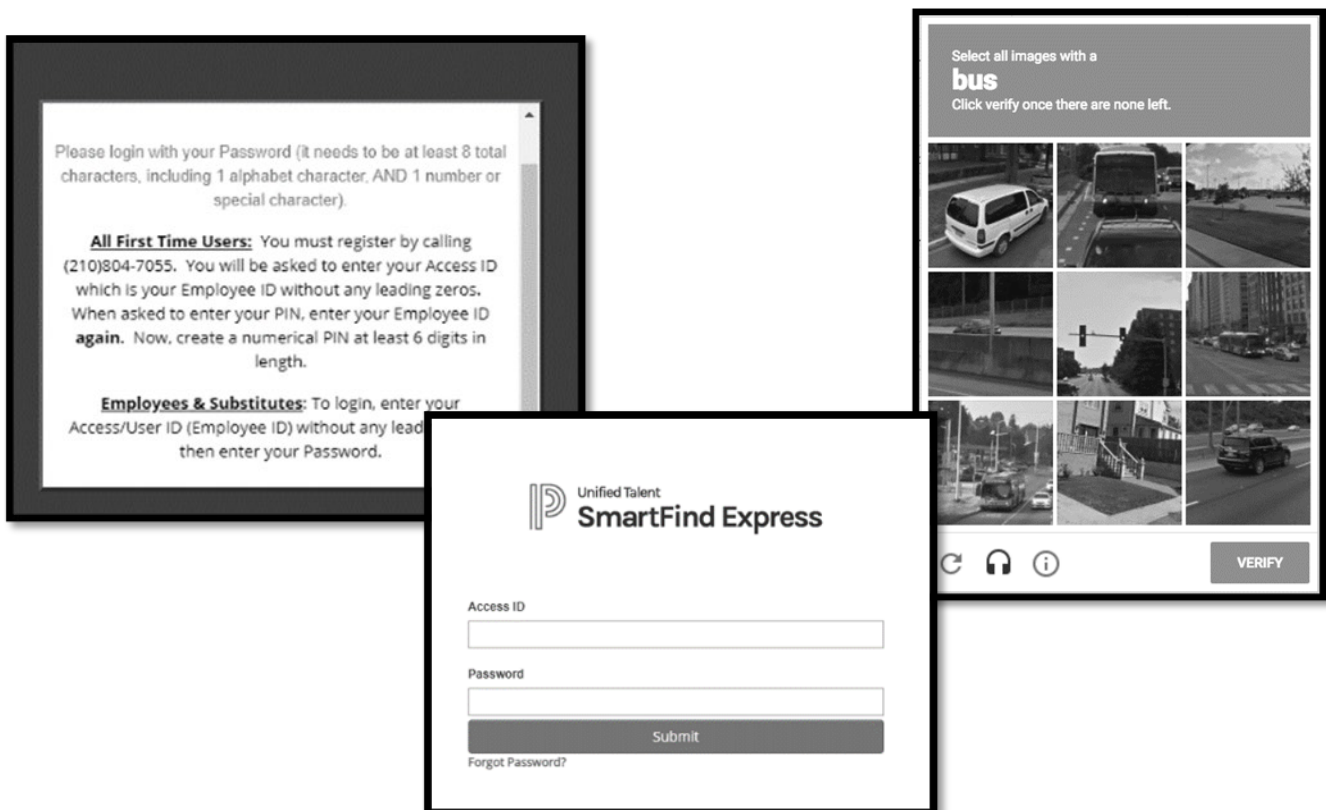 Please login with your Password (it needs to be at least 8 total
characters, including 1 alphabet character, AND 1 number or
special character).
All First Time Users: You must register by calling
(210)804-7055. You will be asked to enter your Access ID
which is your Employee ID without any leading zeros.
When asked to enter your PIN, enter your Employee ID
again. Now, create a numerical PIN at least 6 digits in
length.
Employees & Substitutes: To login, enter your
Access/User ID (Employee ID) without any lead
then enter your Password.
Unified Talent
SmartFind Express
Access ID
Password
Submit
Forgot Password?
Select all images with a
bus
Click verify once there are none left.
VERIFY